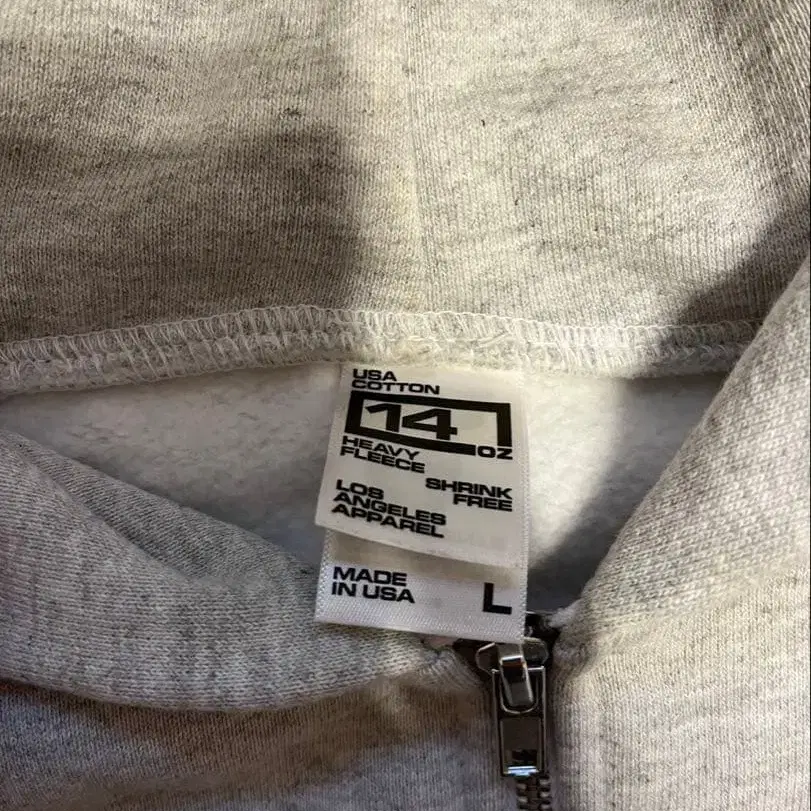 USA
COTTON
14 OZ
HEAVY
FLEECE
SHRINK
FREE
LOS
ANGELES
APPAREL
MADE
IN USA
L